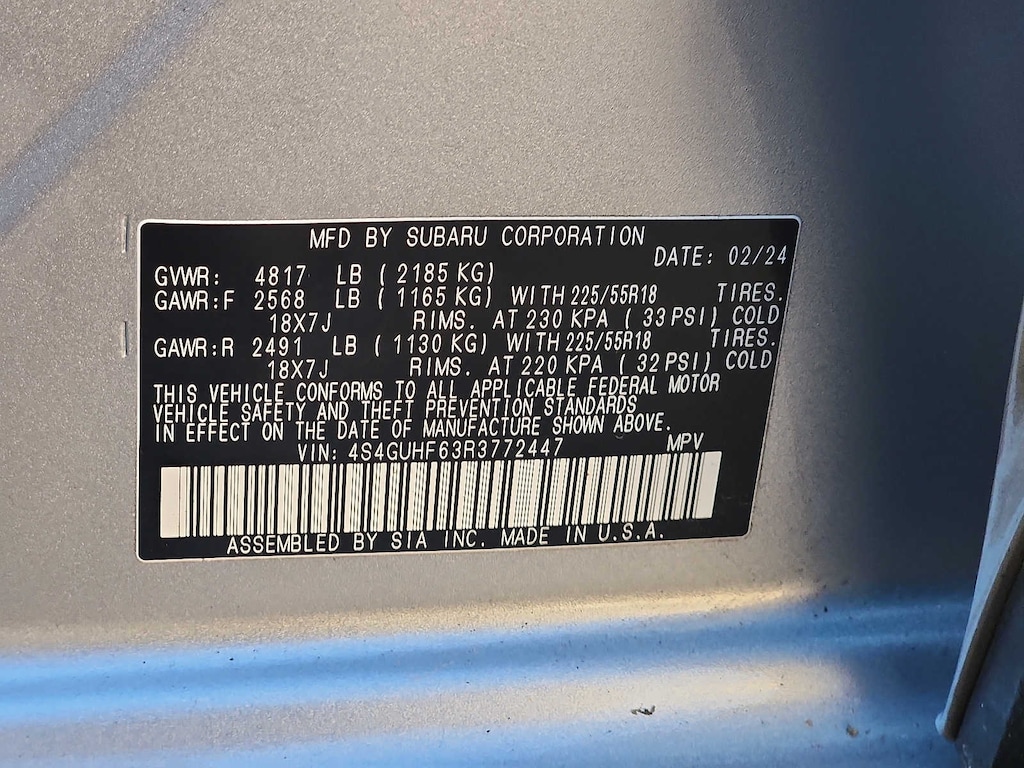 MFD BY SUBARU CORPORATION
DATE: 02/24
GVWR: 4817 LB ( 2185 KG)
GAWR:F 2568 LB ( 1165 KG) WITH 225/55R18 TIRES.
18X7J RIMS. AT 230 KPA ( 33 PSI) COLD
GAWR:R 2491 LB ( 1130 KG) WITH 225/55R18 TIRES.
18X7J RIMS. AT 220 KPA ( 32 PSI) COLD
THIS VEHICLE CONFORMS TO ALL APPLICABLE FEDERAL MOTOR
VEHICLE SAFETY AND THEFT PREVENTION STANDARDS
IN EFFECT ON THE DATE OF MANUFACTURE SHOWN ABOVE.
VIN: 4S4GUHF63R3772447 MPV
ASSEMBLED BY SIA INC. MADE IN U.S.A.